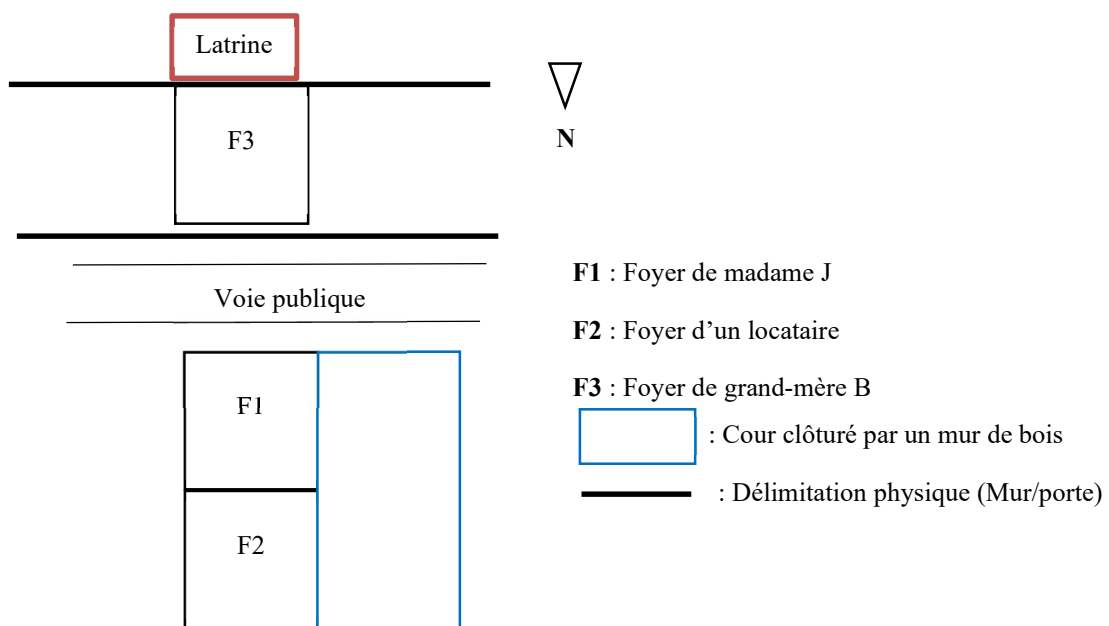 Latrine
F3
N
Voie publique
F1
F2
F1 : Foyer de madame J
F2 : Foyer d’un locataire
F3 : Foyer de grand-mère B
: Cour clôturé par un mur de bois
: Délimitation physique (Mur/porte)